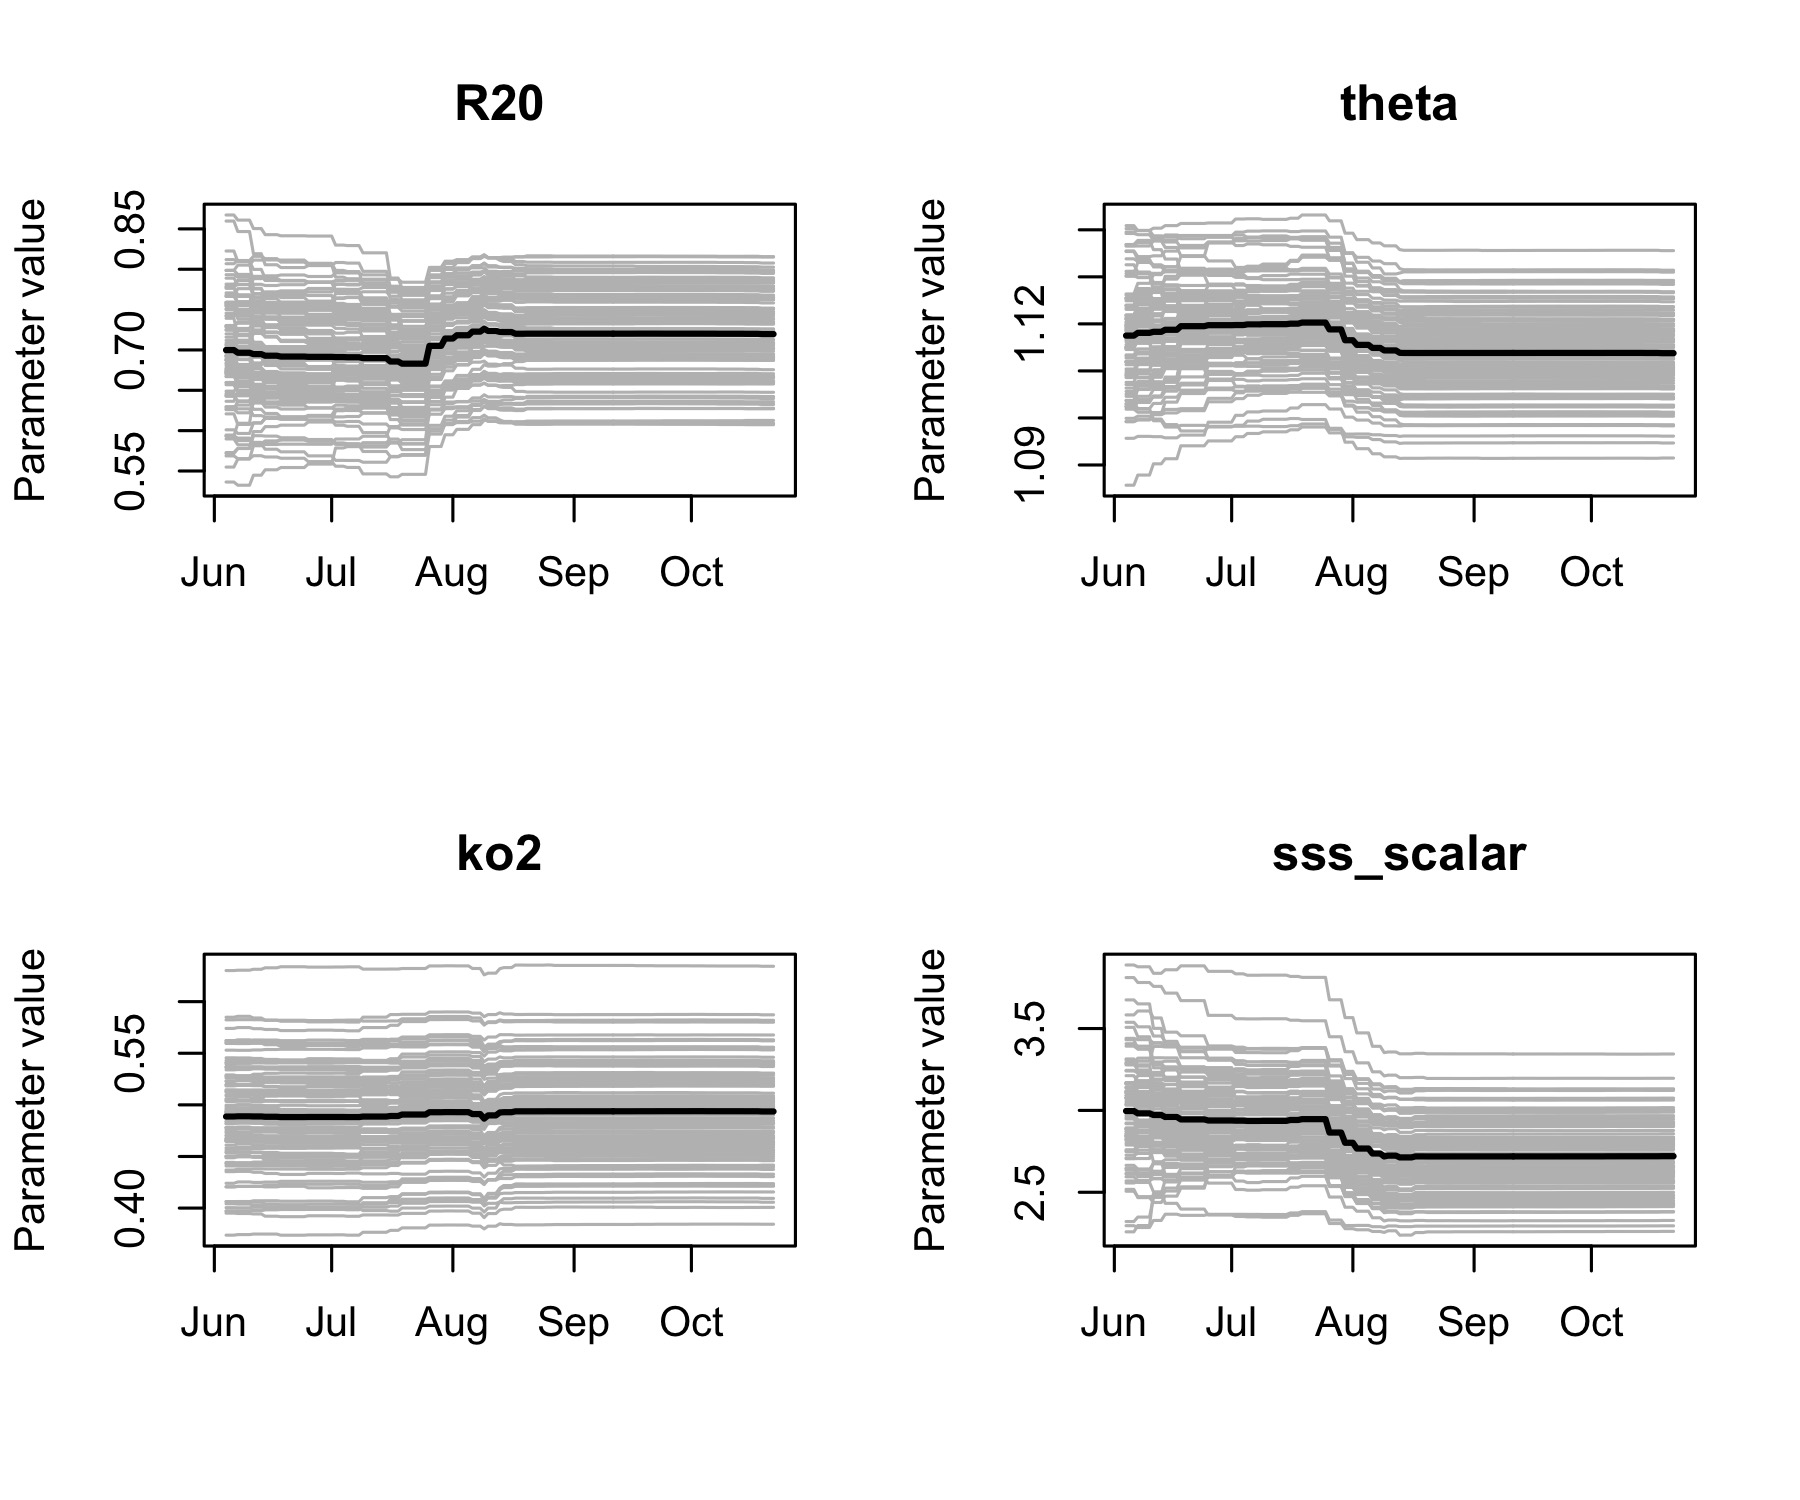 R20
Parameter value
0.55 0.70 0.85
Jun Jul Aug Sep Oct
theta
Parameter value
1.09 1.12
Jun Jul Aug Sep Oct
ko2
Parameter value
0.40 0.55
Jun Jul Aug Sep Oct
sss_scalar
Parameter value
2.5 3.5
Jun Jul Aug Sep Oct